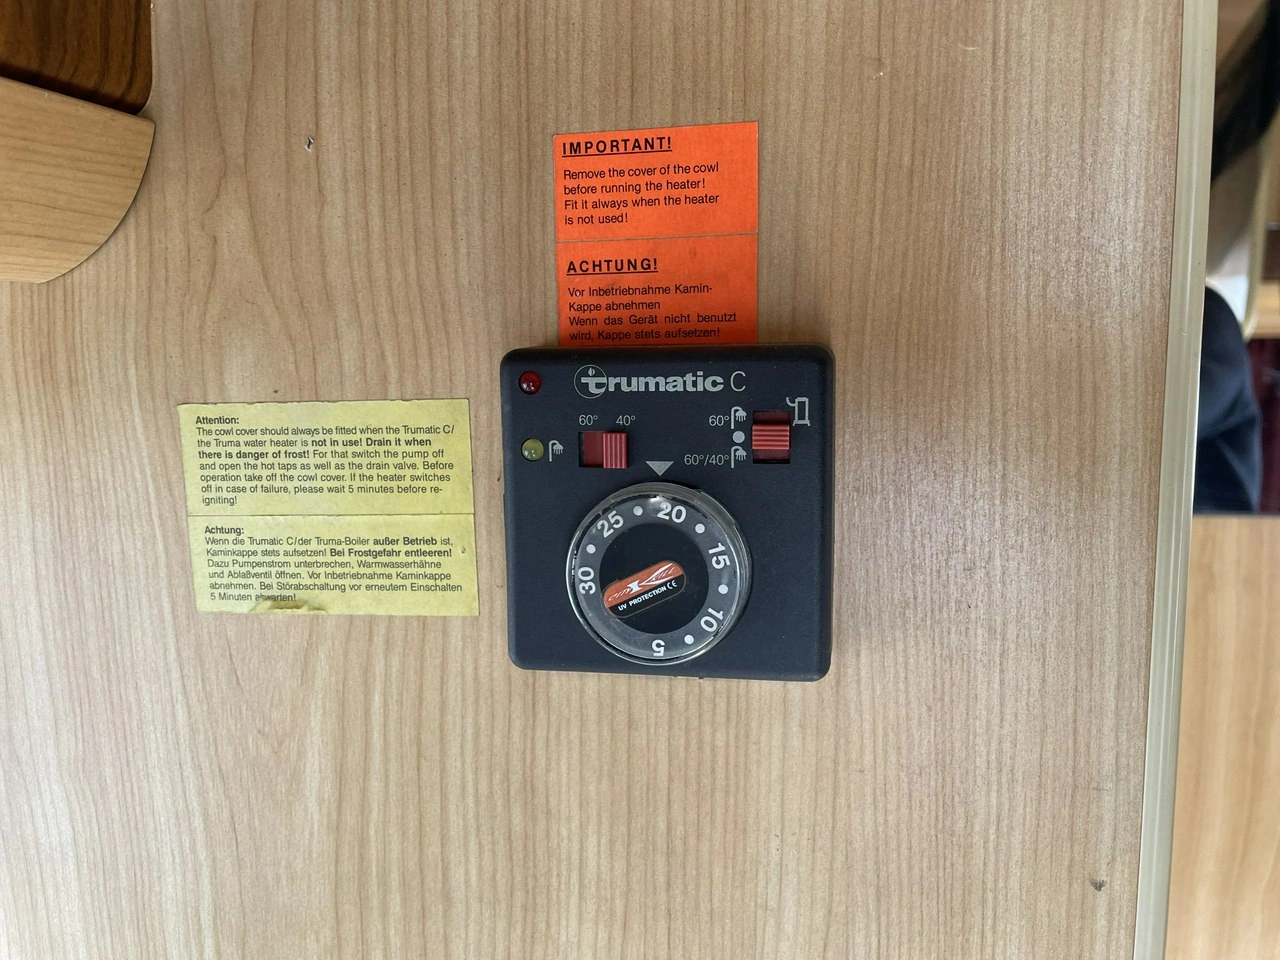 IMPORTANT!
Remove the cover of the cowl
before running the heater!
Fit it always when the heater
is not used!
ACHTUNG!
Vor Inbetriebnahme Kamin-
Kappe abnehmen
Wenn das Gerät nicht benutzt
wird, Kappe stets aufsetzen!
Attention:
The cowl cover should always be fitted when the Trumatic C/
the Truma water heater is not in use! Drain it when
there is danger of frost! For that switch the pump off
and open the hot taps as well as the drain valve. Before
operation take off the cowl cover. If the heater switches
off in case of failure, please wait 5 minutes before re-
igniting!
Achtung:
Wenn die Trumatic C/der Truma-Boiler außer Betrieb ist,
Kaminkappe stets aufsetzen! Bei Frostgefahr entleeren!
Dazu Pumpenstrom unterbrechen, Warmwasserhähne
und Ablaßventil öffnen. Vor Inbetriebnahme Kaminkappe
abnehmen. Bei Störabschaltung vor erneutem Einschalten
5 Minuten abwarten!
trumatic C
60° 40°
60°
60°/40°
30 25 20 15 10 5
UV PROTECTION CE